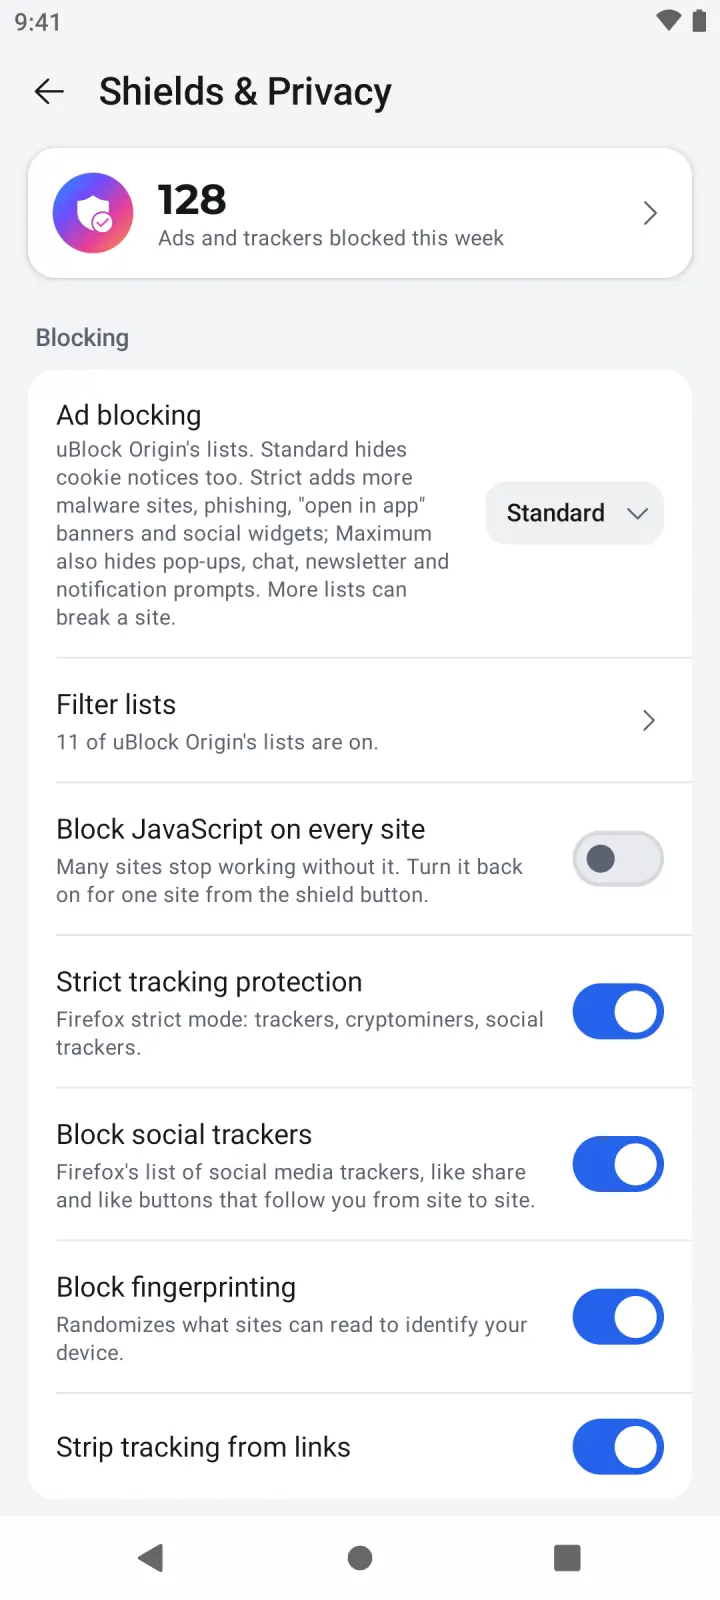 9:41
Shields & Privacy
128
Ads and trackers blocked this week
Blocking
Ad blocking
uBlock Origin's lists. Standard hides
cookie notices too. Strict adds more
malware sites, phishing, "open in app"
banners and social widgets; Maximum
also hides pop-ups, chat, newsletter and
notification prompts. More lists can
break a site.
Standard
Filter lists
11 of uBlock Origin's lists are on.
Block JavaScript on every site
Many sites stop working without it. Turn it back
on for one site from the shield button.
Strict tracking protection
Firefox strict mode: trackers, cryptominers, social
trackers.
Block social trackers
Firefox's list of social media trackers, like share
and like buttons that follow you from site to site.
Block fingerprinting
Randomizes what sites can read to identify your
device.
Strip tracking from links